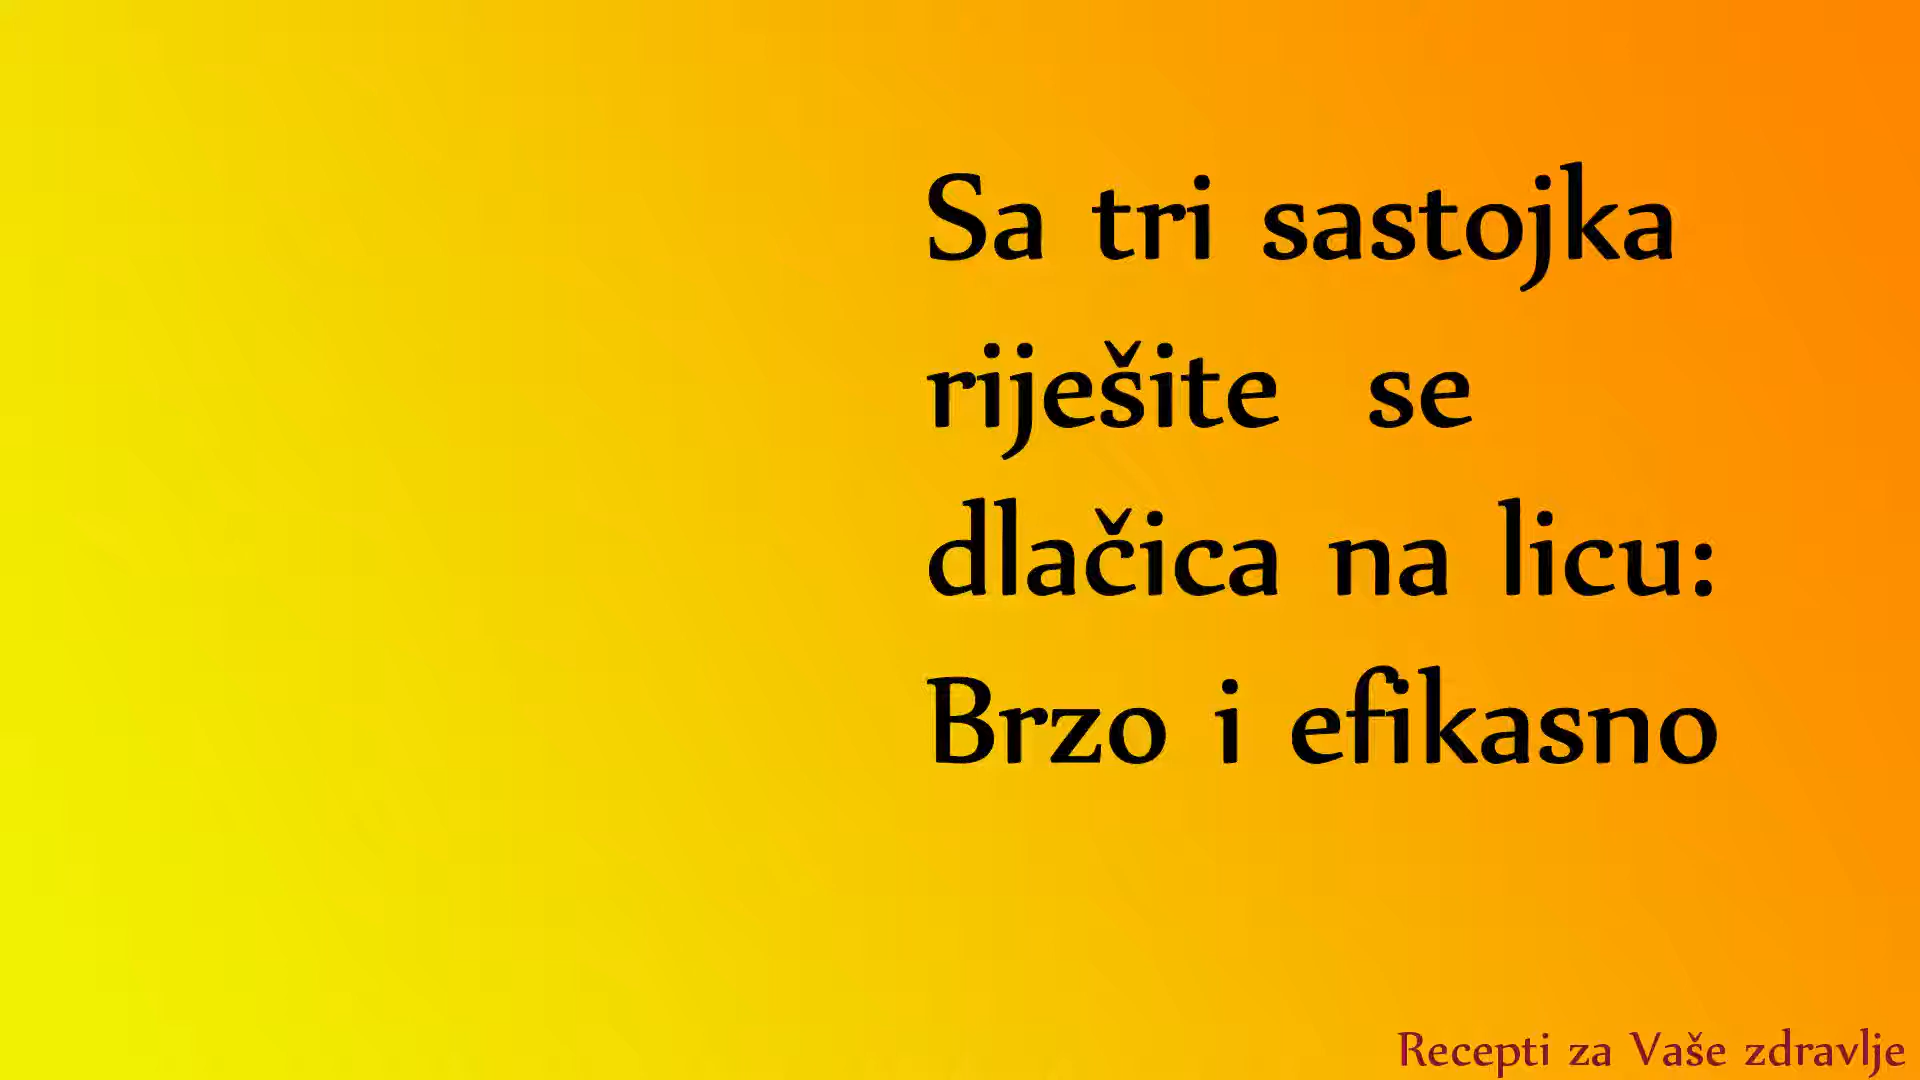 Sa tri sastojka
riješite se
dlačica na licu:
Brzo i efikasno
Recepti za Vaše zdravlje